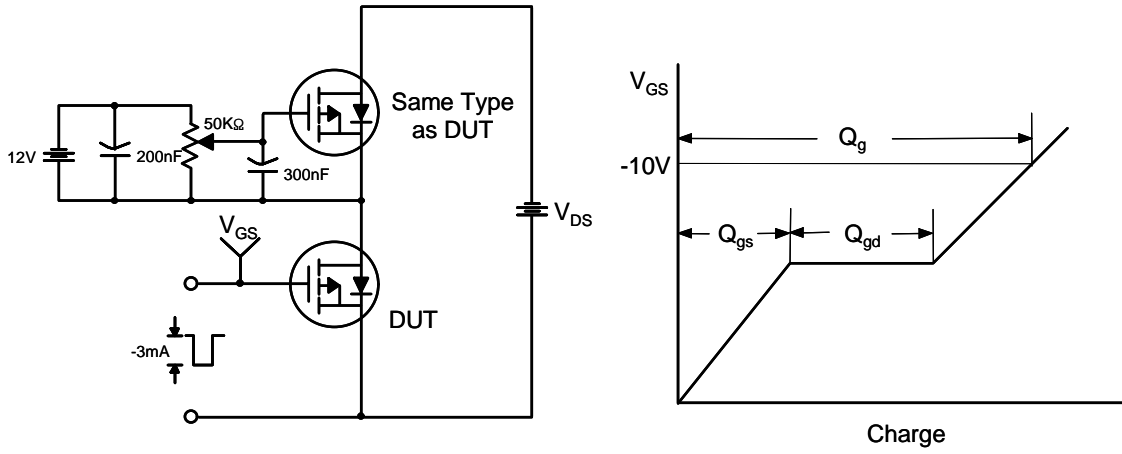 Same Type
as DUT
50KΩ
12V
200nF
300nF
V_GS
V_DS
DUT
-3mA
V_GS
Q_g
-10V
Q_gs
Q_gd
Charge